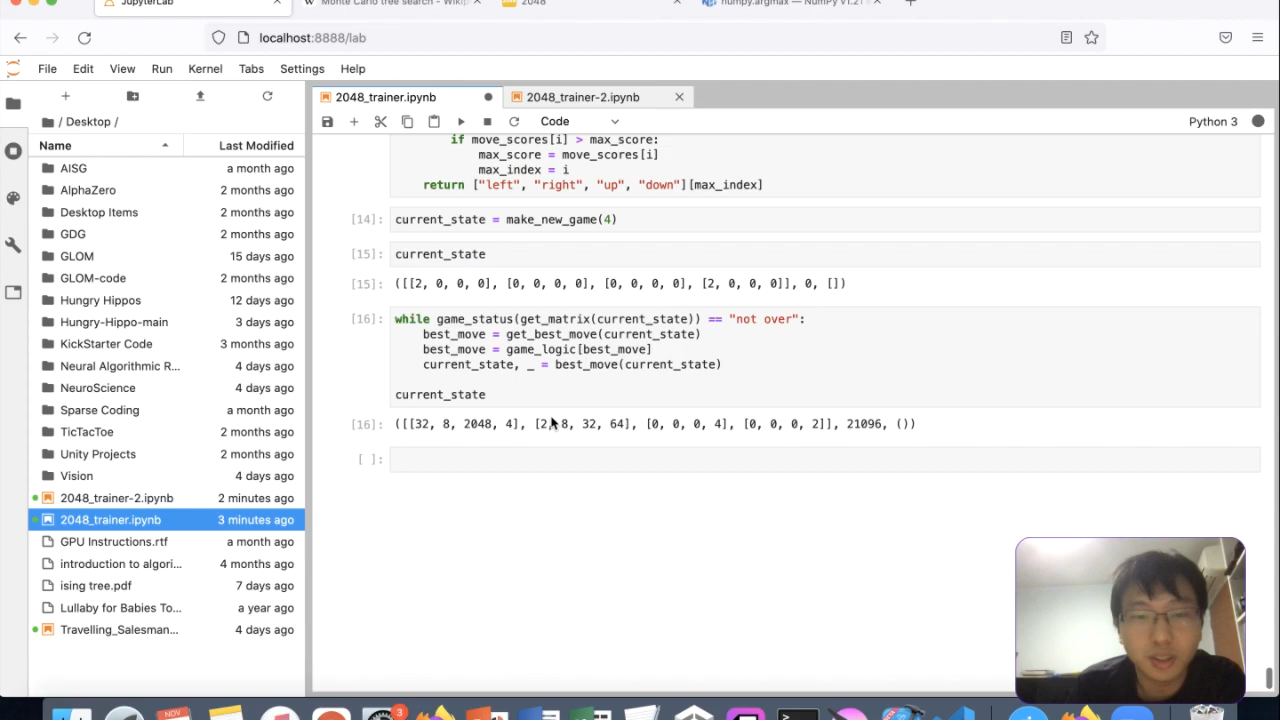 JupyterLab
Monte Carlo tree search - Wikip
2048
numpy.argmax — NumPy v1.21
localhost:8888/lab
File Edit View Run Kernel Tabs Settings Help
2048_trainer.ipynb
2048_trainer-2.ipynb
/ Desktop /
Code
Python 3
Name Last Modified
AISG a month ago
AlphaZero 2 months ago
Desktop Items 2 months ago
GDG 2 months ago
GLOM 15 days ago
GLOM-code 2 months ago
Hungry Hippos 12 days ago
Hungry-Hippo-main 3 days ago
KickStarter Code 3 months ago
Neural Algorithmic R... 4 days ago
NeuroScience 4 days ago
Sparse Coding a month ago
TicTacToe 4 days ago
Unity Projects 2 months ago
Vision 4 days ago
2048_trainer-2.ipynb 2 minutes ago
2048_trainer.ipynb 3 minutes ago
GPU Instructions.rtf a month ago
introduction to algori... 4 months ago
ising tree.pdf 7 days ago
Lullaby for Babies To... a year ago
Travelling_Salesman... 4 days ago
if move_scores[i] > max_score:
max_score = move_scores[i]
max_index = i
return ["left", "right", "up", "down"][max_index]
[14]: current_state = make_new_game(4)
[15]: current_state
[15]: ([[2, 0, 0, 0], [0, 0, 0, 0], [0, 0, 0, 0], [2, 0, 0, 0]], 0, [])
[16]: while game_status(get_matrix(current_state)) == "not over":
best_move = get_best_move(current_state)
best_move = game_logic[best_move]
current_state, _ = best_move(current_state)
current_state
[16]: ([[32, 8, 2048, 4], [2, 8, 32, 64], [0, 0, 0, 4], [0, 0, 0, 2]], 21096, ())
[ ]:
NOV
3